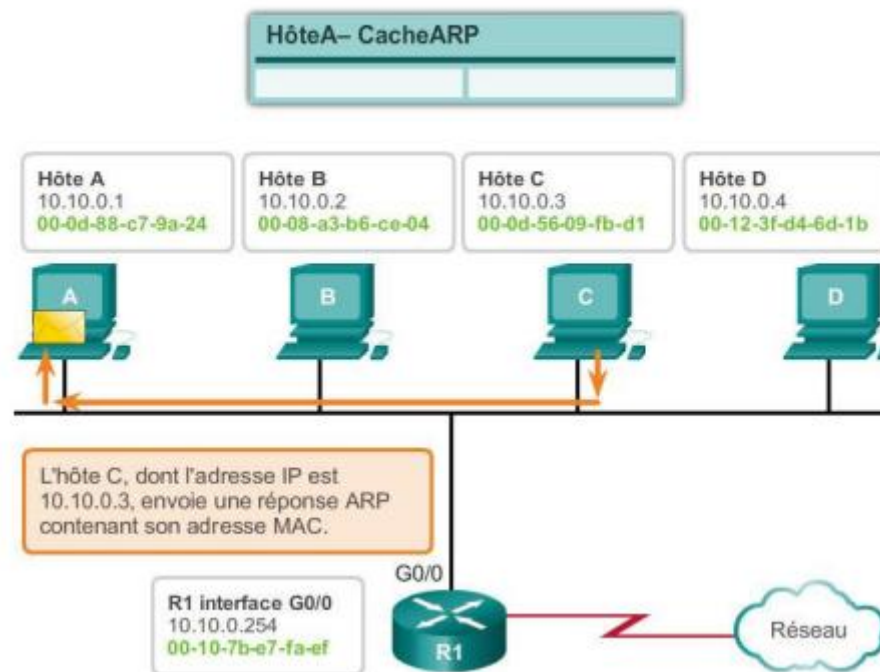 HôteA– CacheARP
Hôte A
10.10.0.1
00-0d-88-c7-9a-24
Hôte B
10.10.0.2
00-08-a3-b6-ce-04
Hôte C
10.10.0.3
00-0d-56-09-fb-d1
Hôte D
10.10.0.4
00-12-3f-d4-6d-1b
A
B
C
D
L'hôte C, dont l'adresse IP est
10.10.0.3, envoie une réponse ARP
contenant son adresse MAC.
G0/0
R1 interface G0/0
10.10.0.254
00-10-7b-e7-fa-ef
R1
Réseau